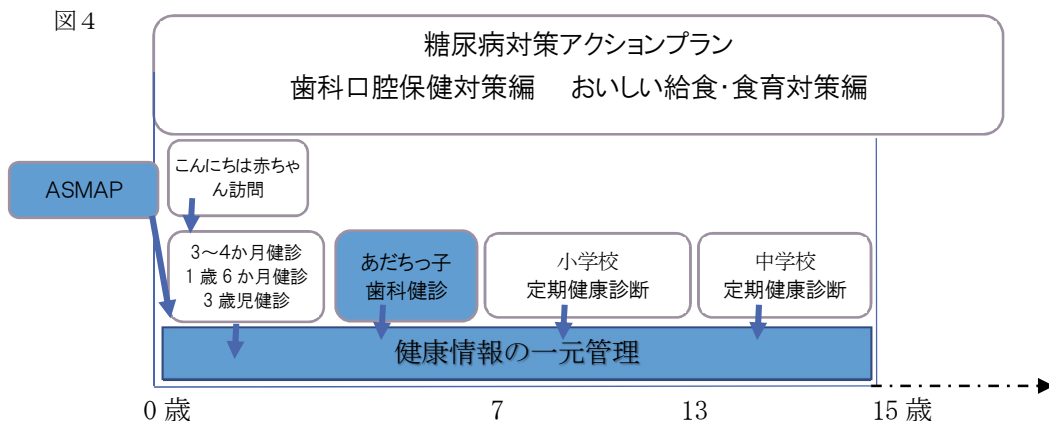 図4
糖尿病対策アクションプラン
歯科口腔保健対策編　おいしい給食・食育対策編
こんにちは赤ちゃ
ん訪問
ASMAP
3～4か月健診
1歳6か月健診
3歳児健診
あだちっ子
歯科健診
小学校
定期健康診断
中学校
定期健康診断
健康情報の一元管理
0歳
7
13
15歳